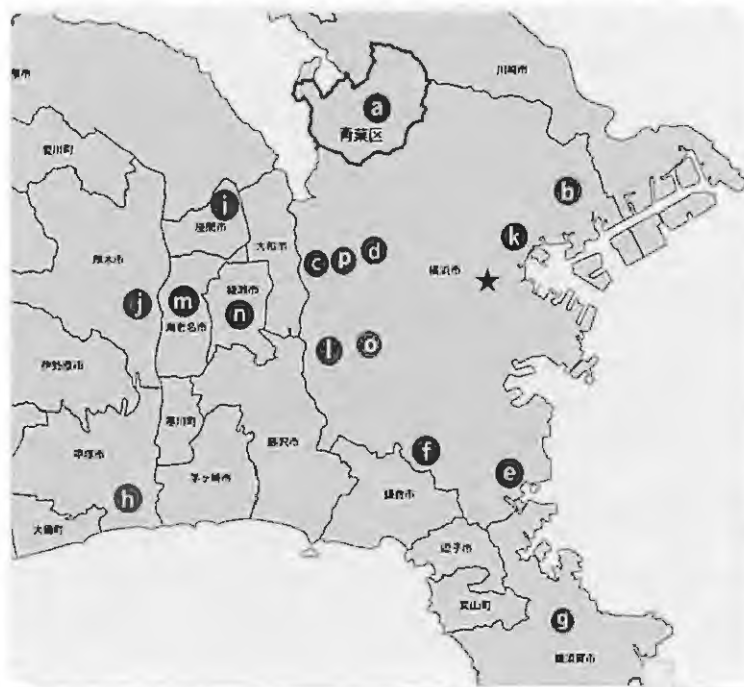 川崎市
a
愛川町
青葉区
b
i
座間市
大和市
k
厚木市
c
p
d
横浜市
★
m
綾瀬市
j
n
海老名市
伊勢原市
l
o
寒川町
藤沢市
f
平塚市
茅ヶ崎市
e
h
鎌倉市
大磯町
逗子市
葉山町
g
横須賀市